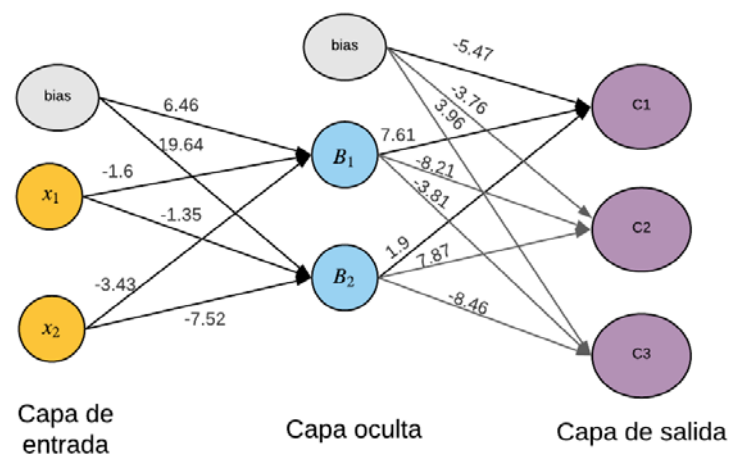 bias
-5.47
bias
-3.76
C1
6.46
3.96
7.61
19.64
B₁
-1.6
-8.21
x₁
-3.81
-1.35
C2
1.9
7.87
B₂
-3.43
-8.46
-7.52
x₂
C3
Capa de
entrada
Capa oculta
Capa de salida